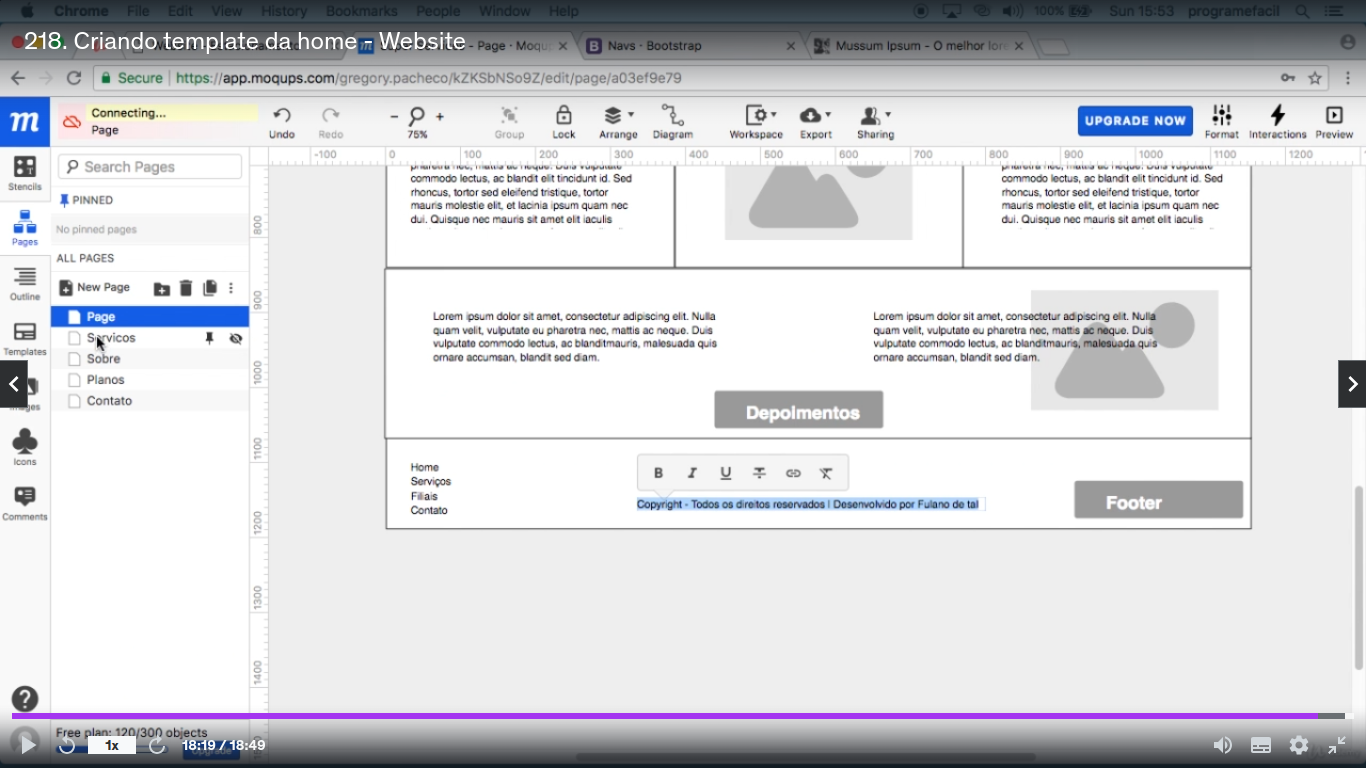 Chrome File Edit View History Bookmarks People Window Help 100% Sun 15:53 programefacil
218. Criando template da home - Website
- Page · Moqu
Navs · Bootstrap
Mussum Ipsum - O melhor lor
Secure https://app.moqups.com/gregory.pacheco/kZKSbNSo9Z/edit/page/a03ef9e79
m
Connecting...
Page
Undo Redo 75% Group Lock Arrange Diagram Workspace Export Sharing
UPGRADE NOW
Format Interactions Preview
-100 0 100 200 300 400 500 600 700 800 900 1000 1100 1200
Search Pages
Stencils
PINNED
No pinned pages
Pages
ALL PAGES
New Page
Outline
Page
Servicos
Sobre
Planos
Contato
Templates
Icons
Comments
800
900
1000
1100
1200
1300
1400
commodo lectus, ac blandit elit tincidunt id. Sed
rhoncus, tortor sed eleifend tristique, tortor
mauris molestie elit, et lacinia ipsum quam nec
dui. Quisque nec mauris sit amet elit iaculis
commodo lectus, ac blandit elit tincidunt id. Sed
rhoncus, tortor sed eleifend tristique, tortor
mauris molestie elit, et lacinia ipsum quam nec
dui. Quisque nec mauris sit amet elit iaculis
Lorem ipsum dolor sit amet, consectetur adipiscing elit. Nulla
quam velit, vulputate eu pharetra nec, mattis ac neque. Duis
vulputate commodo lectus, ac blanditmauris, malesuada quis
ornare accumsan, blandit sed diam.
Lorem ipsum dolor sit amet, consectetur adipiscing elit. Nulla
quam velit, vulputate eu pharetra nec, mattis ac neque. Duis
vulputate commodo lectus, ac blanditmauris, malesuada quis
ornare accumsan, blandit sed diam.
Depoimentos
Home
Serviços
Filiais
Contato
B I U
Copyright - Todos os direitos reservados | Desenvolvido por Fulano de tal
Footer
Free plan: 120/300 objects
1x
18:19 / 18:49